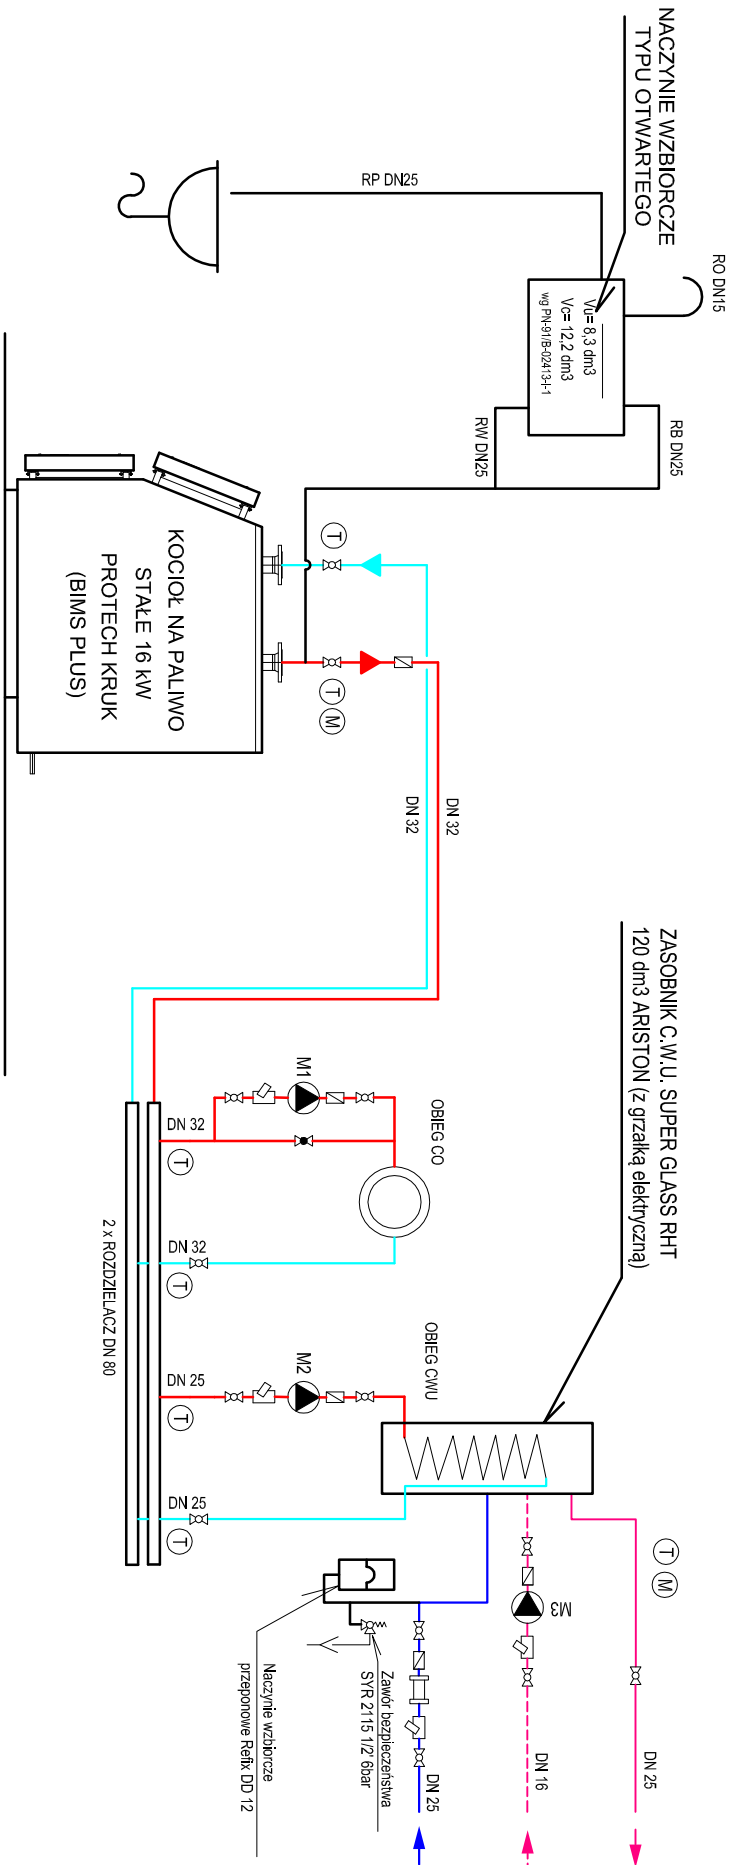 NACZYNIE WZBIORCZE
TYPU OTWARTEGO
RO DN15
RP DN25
Vu= 8,3 dm3
Vc= 12,2 dm3
wg PN-91/B-02413-I-1
RB DN25
RW DN25
T
T
M
KOCIOŁ NA PALIWO
STAŁE 16 kW
PROTECH KRUK
(BIMS PLUS)
DN 32
DN 32
ZASOBNIK C.W.U. SUPER GLASS RHT
120 dm3 ARISTON (z grzałką elektryczną)
M1
OBIEG CO
DN 32
T
DN 32
T
2 x ROZDZIELACZ DN 80
OBIEG CWU
M2
DN 25
T
DN 25
T
T
M
M3
Zawór bezpieczeństwa
SYR 2115 1/2' 6bar
Naczynie wzbiorcze
przeponowe Refix DD 12
DN 25
DN 16
DN 25